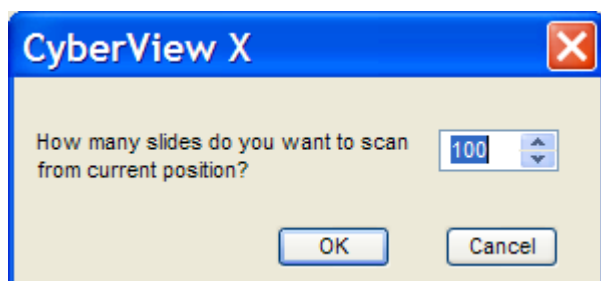 CyberView X
How many slides do you want to scan
from current position?
100
OK
Cancel